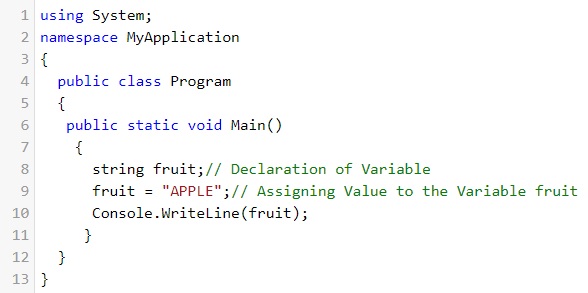 1 using System;
2 namespace MyApplication
3 {
4 public class Program
5 {
6 public static void Main()
7 {
8 string fruit;// Declaration of Variable
9 fruit = "APPLE";// Assigning Value to the Variable fruit
10 Console.WriteLine(fruit);
11 }
12 }
13 }